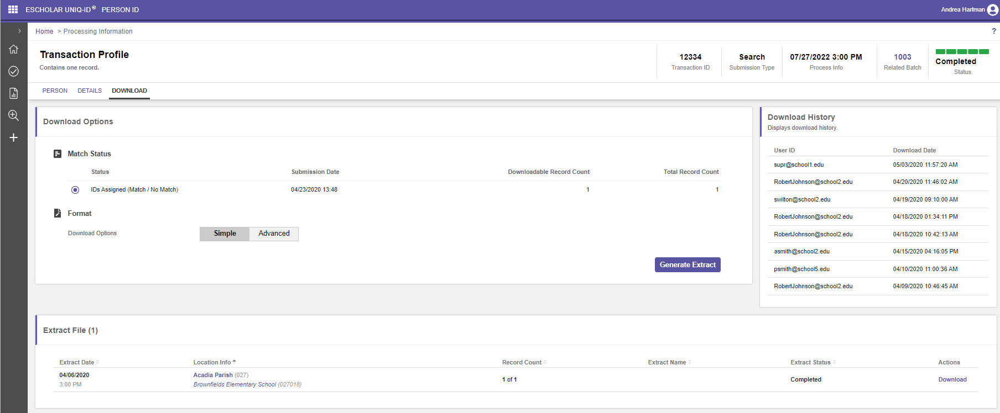 ESCHOLAR UNIQ-ID® PERSON ID
Andrea Hartman
Home > Processing Information
?
Transaction Profile
Contains one record.
12334
Transaction ID
Search
Submission Type
07/27/2022 3:00 PM
Process Info
1003
Related Batch
Completed
Status
PERSON DETAILS DOWNLOAD
Download Options
Match Status
Status Submission Date Downloadable Record Count Total Record Count
IDs Assigned (Match / No Match) 04/23/2020 13:48 1 1
Format
Download Options Simple Advanced
Generate Extract
Download History
Displays download history.
User ID Download Date
supr@school1.edu 05/03/2020 11:57:20 AM
RobertJohnson@school2.edu 04/20/2020 11:46:02 AM
swilton@school2.edu 04/19/2020 09:10:00 AM
RobertJohnson@school2.edu 04/18/2020 01:34:11 PM
RobertJohnson@school2.edu 04/18/2020 10:42:13 AM
asmith@school2.edu 04/15/2020 04:16:05 PM
psmith@school5.edu 04/10/2020 11:00:36 AM
RobertJohnson@school2.edu 04/09/2020 10:46:45 AM
Extract File (1)
Extract Date Location Info Record Count Extract Name Extract Status Actions
04/06/2020 Acadia Parish (027)
1 of 1 Completed Download
3:00 PM Brownfields Elementary School (027018)